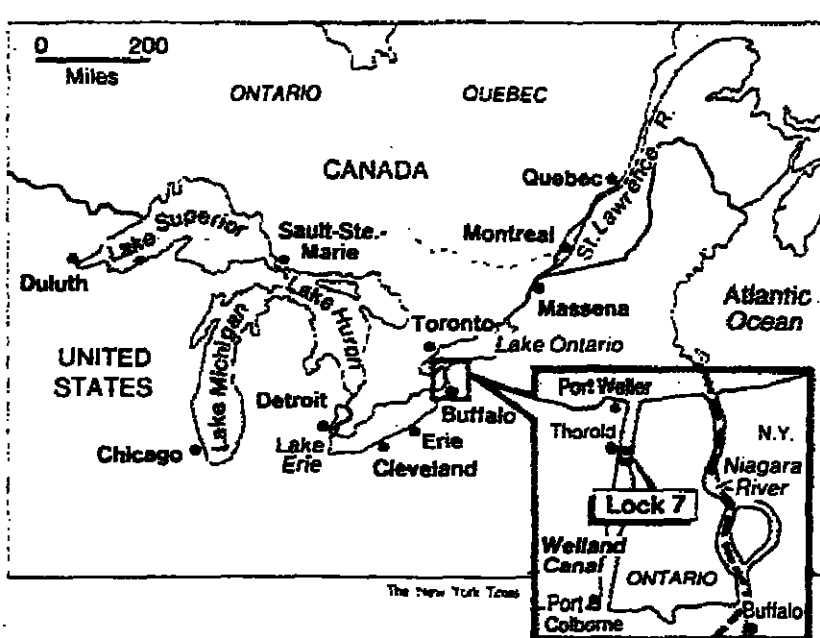 0 200
Miles
ONTARIO
QUEBEC
CANADA
Quebec
St. Lawrence R.
Lake Superior
Sault-Ste.-
Marie
Montreal
Duluth
Massena
Atlantic
Ocean
Lake Michigan
Lake Huron
Toronto
Lake Ontario
UNITED
STATES
Detroit
Buffalo
Chicago
Lake
Erie
Erie
Cleveland
Port Weller
Thorold
N.Y.
Niagara
River
Lock 7
Welland
Canal
ONTARIO
Port
Colborne
Buffalo
The New York Times